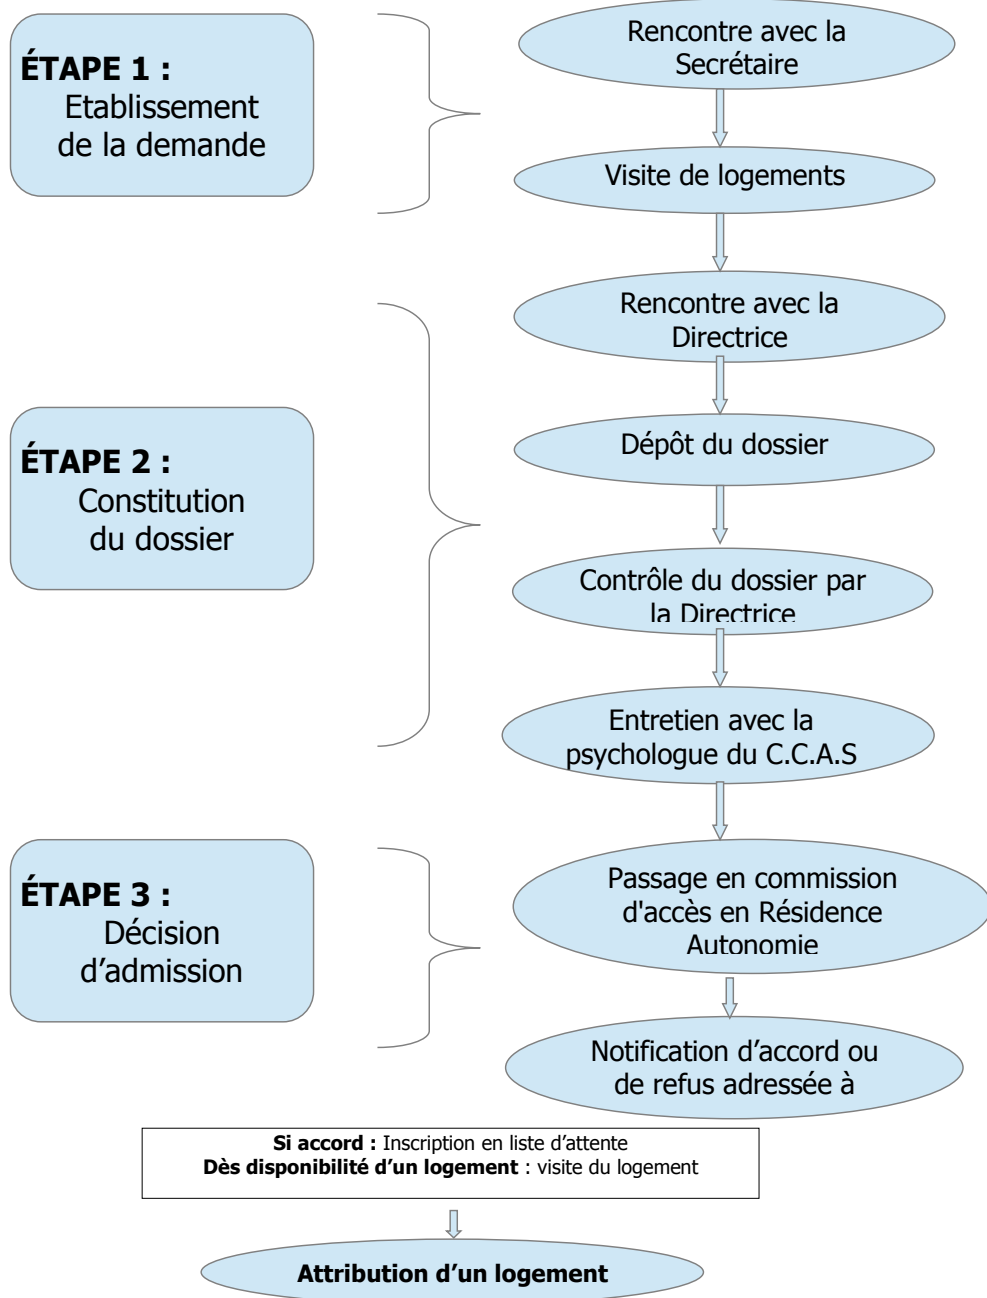 ÉTAPE 1 :
Etablissement
de la demande
Rencontre avec la
Secrétaire
Visite de logements
ÉTAPE 2 :
Constitution
du dossier
Rencontre avec la
Directrice
Dépôt du dossier
Contrôle du dossier par
la Directrice
Entretien avec la
psychologue du C.C.A.S
ÉTAPE 3 :
Décision
d’admission
Passage en commission
d'accès en Résidence
Autonomie
Notification d’accord ou
de refus adressée à
Si accord : Inscription en liste d’attente
Dès disponibilité d’un logement : visite du logement
Attribution d’un logement